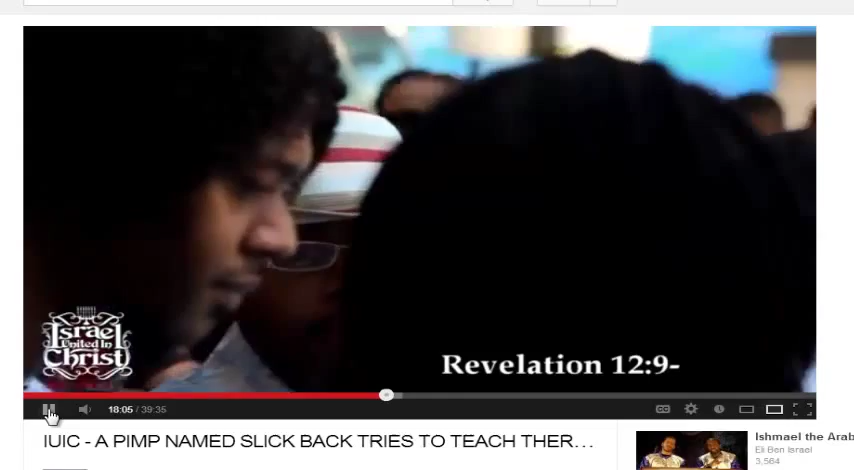 Israel
United In
Christ
Revelation 12:9-
18:05 / 39:35
CC
IUIC - A PIMP NAMED SLICK BACK TRIES TO TEACH THER...
Ishmael the Arab
Eli Ben Israel
3,564